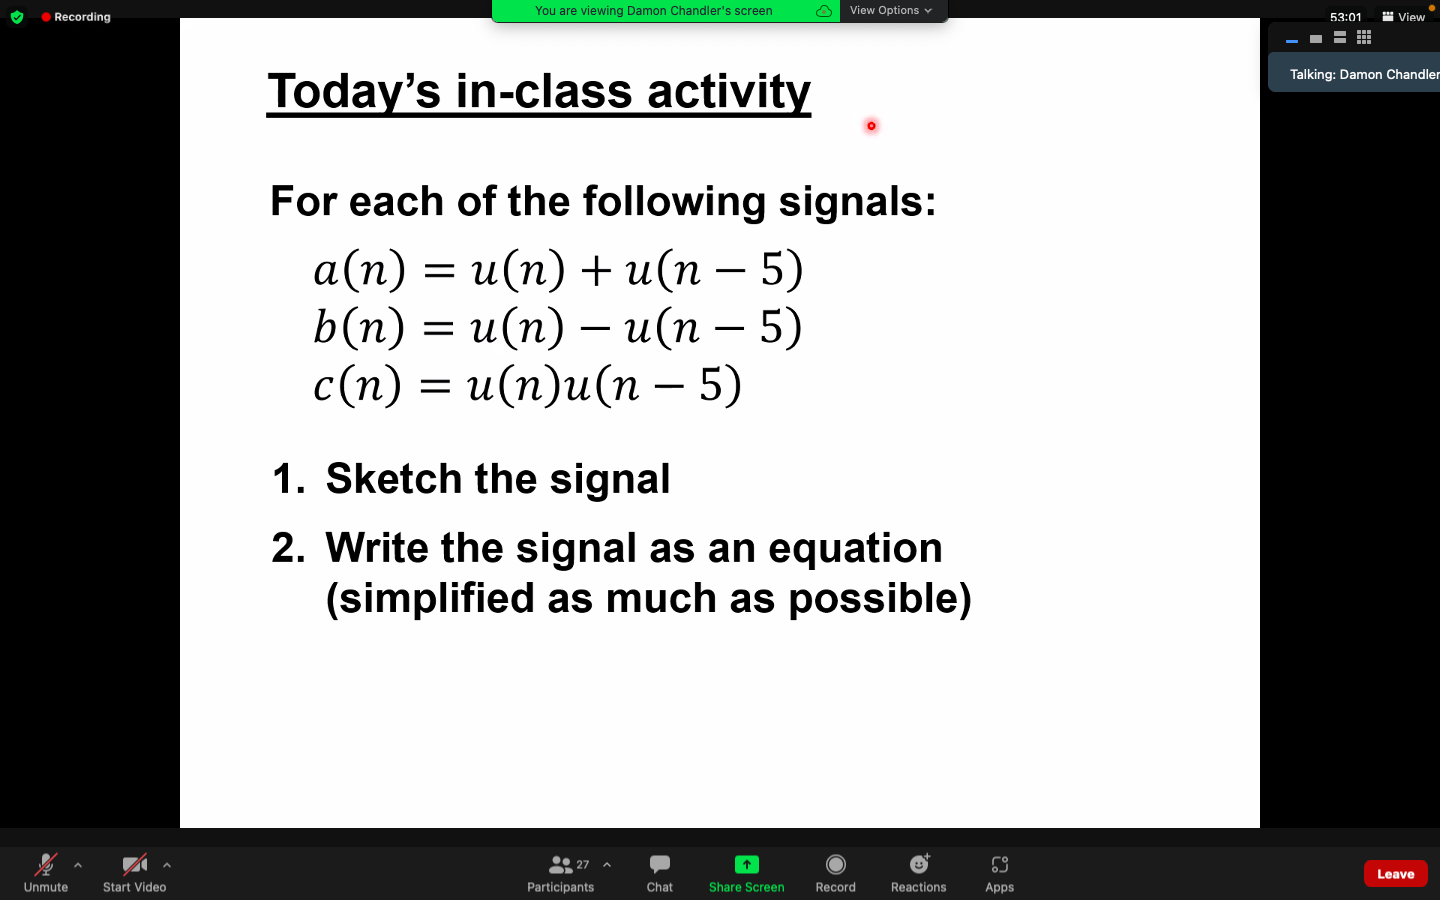 Recording
You are viewing Damon Chandler's screen
View Options
53:01
View
Talking: Damon Chandler
Today’s in-class activity
For each of the following signals:
a(n) = u(n) + u(n − 5)
b(n) = u(n) − u(n − 5)
c(n) = u(n)u(n − 5)
1. Sketch the signal
2. Write the signal as an equation
(simplified as much as possible)
Unmute
Start Video
27
Participants
Chat
Share Screen
Record
Reactions
Apps
Leave